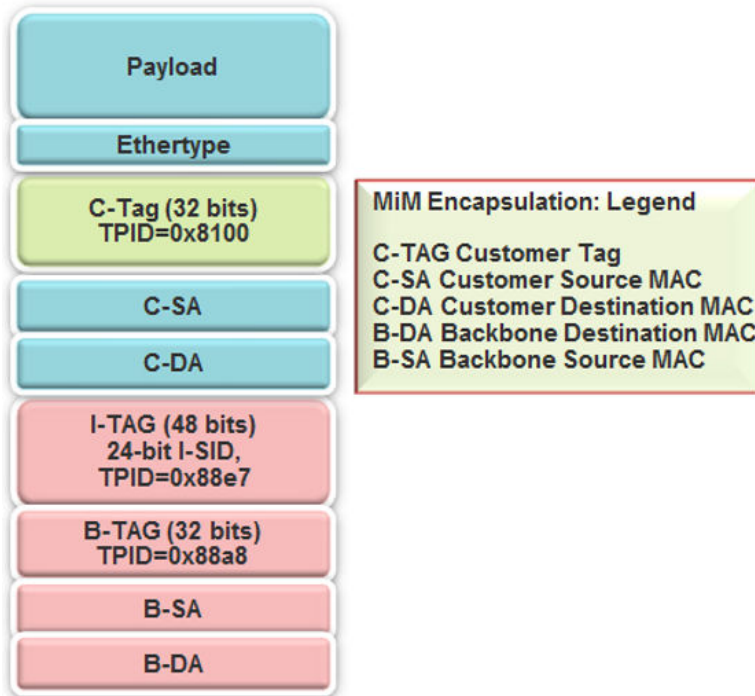 Payload
Ethertype
C-Tag (32 bits)
TPID=0x8100
C-SA
C-DA
I-TAG (48 bits)
24-bit I-SID,
TPID=0x88e7
B-TAG (32 bits)
TPID=0x88a8
B-SA
B-DA
MiM Encapsulation: Legend
C-TAG Customer Tag
C-SA Customer Source MAC
C-DA Customer Destination MAC
B-DA Backbone Destination MAC
B-SA Backbone Source MAC